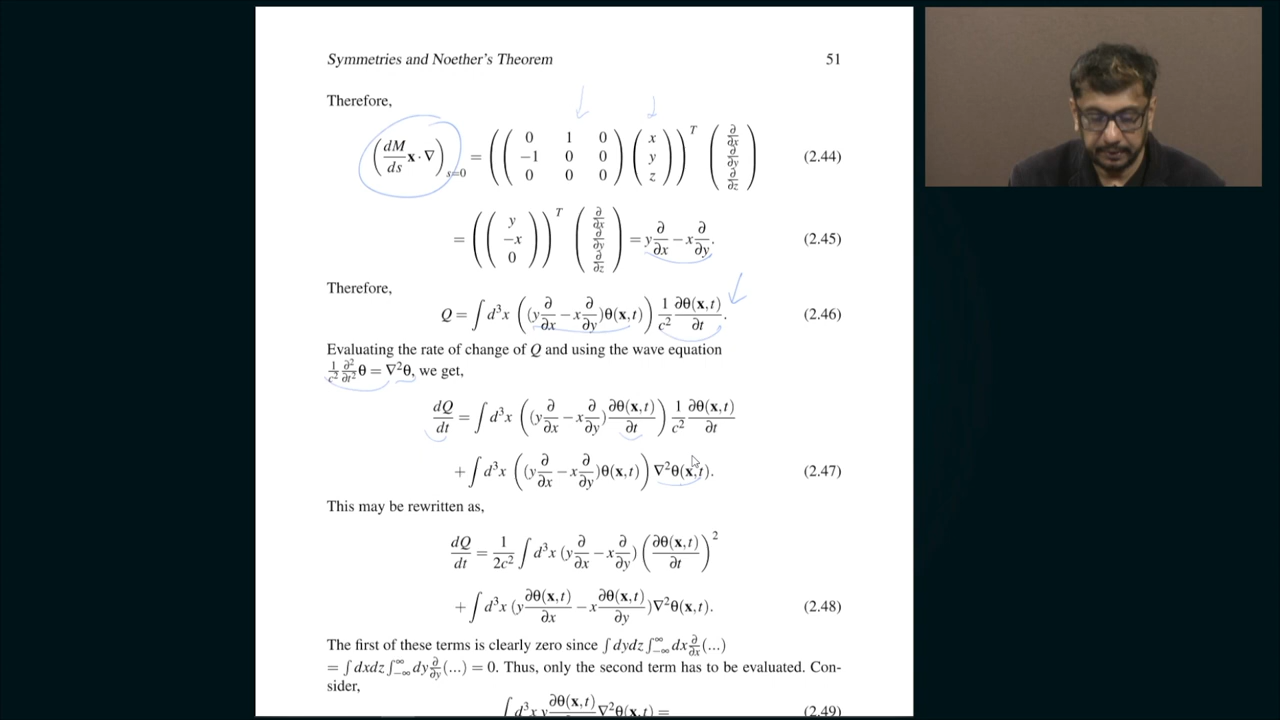 Symmetries and Noether's Theorem 51
Therefore,
(dM/ds x · ∇)_{s=0} = (( 0 1 0 ; −1 0 0 ; 0 0 0 ) ( x ; y ; z ))^T ( ∂/∂x ; ∂/∂y ; ∂/∂z ) (2.44)
= (( y ; −x ; 0 ))^T ( ∂/∂x ; ∂/∂y ; ∂/∂z ) = y ∂/∂x − x ∂/∂y. (2.45)
Therefore,
Q = ∫ d³x ((y ∂/∂x − x ∂/∂y)θ(x,t)) 1/c² ∂θ(x,t)/∂t. (2.46)
Evaluating the rate of change of Q and using the wave equation
1/c² ∂²/∂t² θ = ∇²θ, we get,
dQ/dt = ∫ d³x ((y ∂/∂x − x ∂/∂y) ∂θ(x,t)/∂t) 1/c² ∂θ(x,t)/∂t
+ ∫ d³x ((y ∂/∂x − x ∂/∂y)θ(x,t)) ∇²θ(x,t). (2.47)
This may be rewritten as,
dQ/dt = 1/2c² ∫ d³x (y ∂/∂x − x ∂/∂y) (∂θ(x,t)/∂t)²
+ ∫ d³x (y ∂θ(x,t)/∂x − x ∂θ(x,t)/∂y)∇²θ(x,t). (2.48)
The first of these terms is clearly zero since ∫ dydz ∫_{−∞}^{∞} dx ∂/∂x (...)
= ∫ dxdz ∫_{−∞}^{∞} dy ∂/∂y (...) = 0. Thus, only the second term has to be evaluated. Con-
sider,
∫ d³x y ∂θ(x,t)/∂x ∇²θ(x,t) = (2.49)